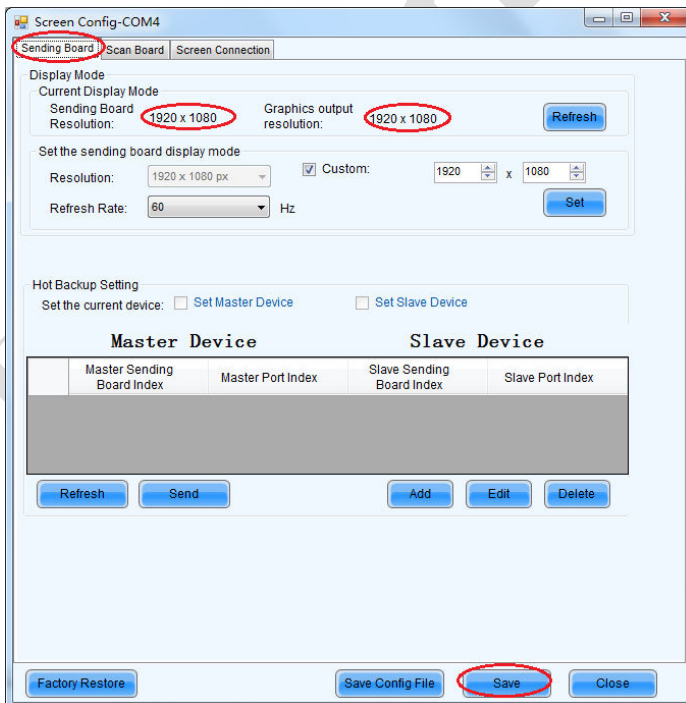 Screen Config-COM4
Sending Board Scan Board Screen Connection
Display Mode
Current Display Mode
Sending Board Resolution: 1920 x 1080 Graphics output resolution: 1920 x 1080 Refresh
Set the sending board display mode
Resolution: 1920 x 1080 px Custom: 1920 x 1080
Refresh Rate: 60 Hz Set
Hot Backup Setting
Set the current device: Set Master Device Set Slave Device
Master Device Slave Device
Master Sending Board Index Master Port Index Slave Sending Board Index Slave Port Index
Refresh Send Add Edit Delete
Factory Restore Save Config File Save Close